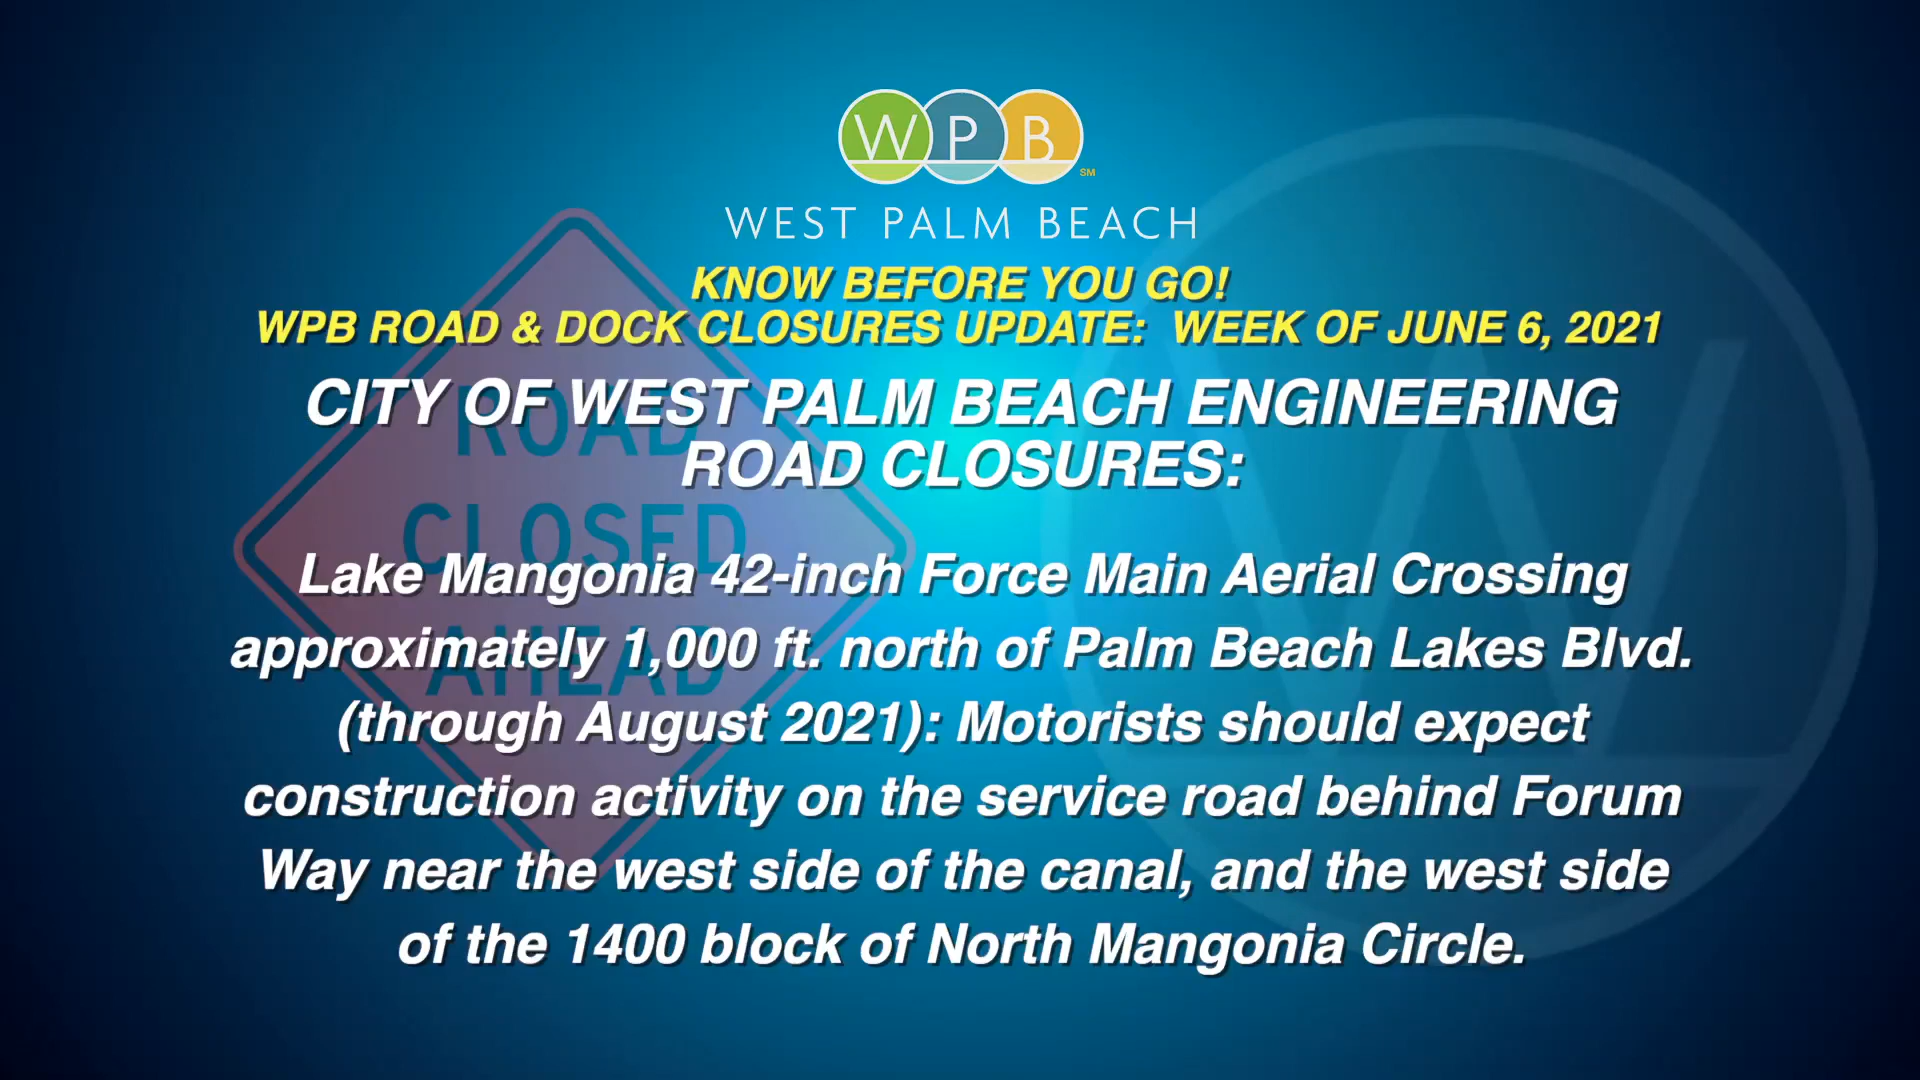 WPB SM
WEST PALM BEACH
KNOW BEFORE YOU GO!
WPB ROAD & DOCK CLOSURES UPDATE: WEEK OF JUNE 6, 2021
CITY OF WEST PALM BEACH ENGINEERING
ROAD CLOSURES:
ROAD
CLOSED
AHEAD
Lake Mangonia 42-inch Force Main Aerial Crossing
approximately 1,000 ft. north of Palm Beach Lakes Blvd.
(through August 2021): Motorists should expect
construction activity on the service road behind Forum
Way near the west side of the canal, and the west side
of the 1400 block of North Mangonia Circle.
W